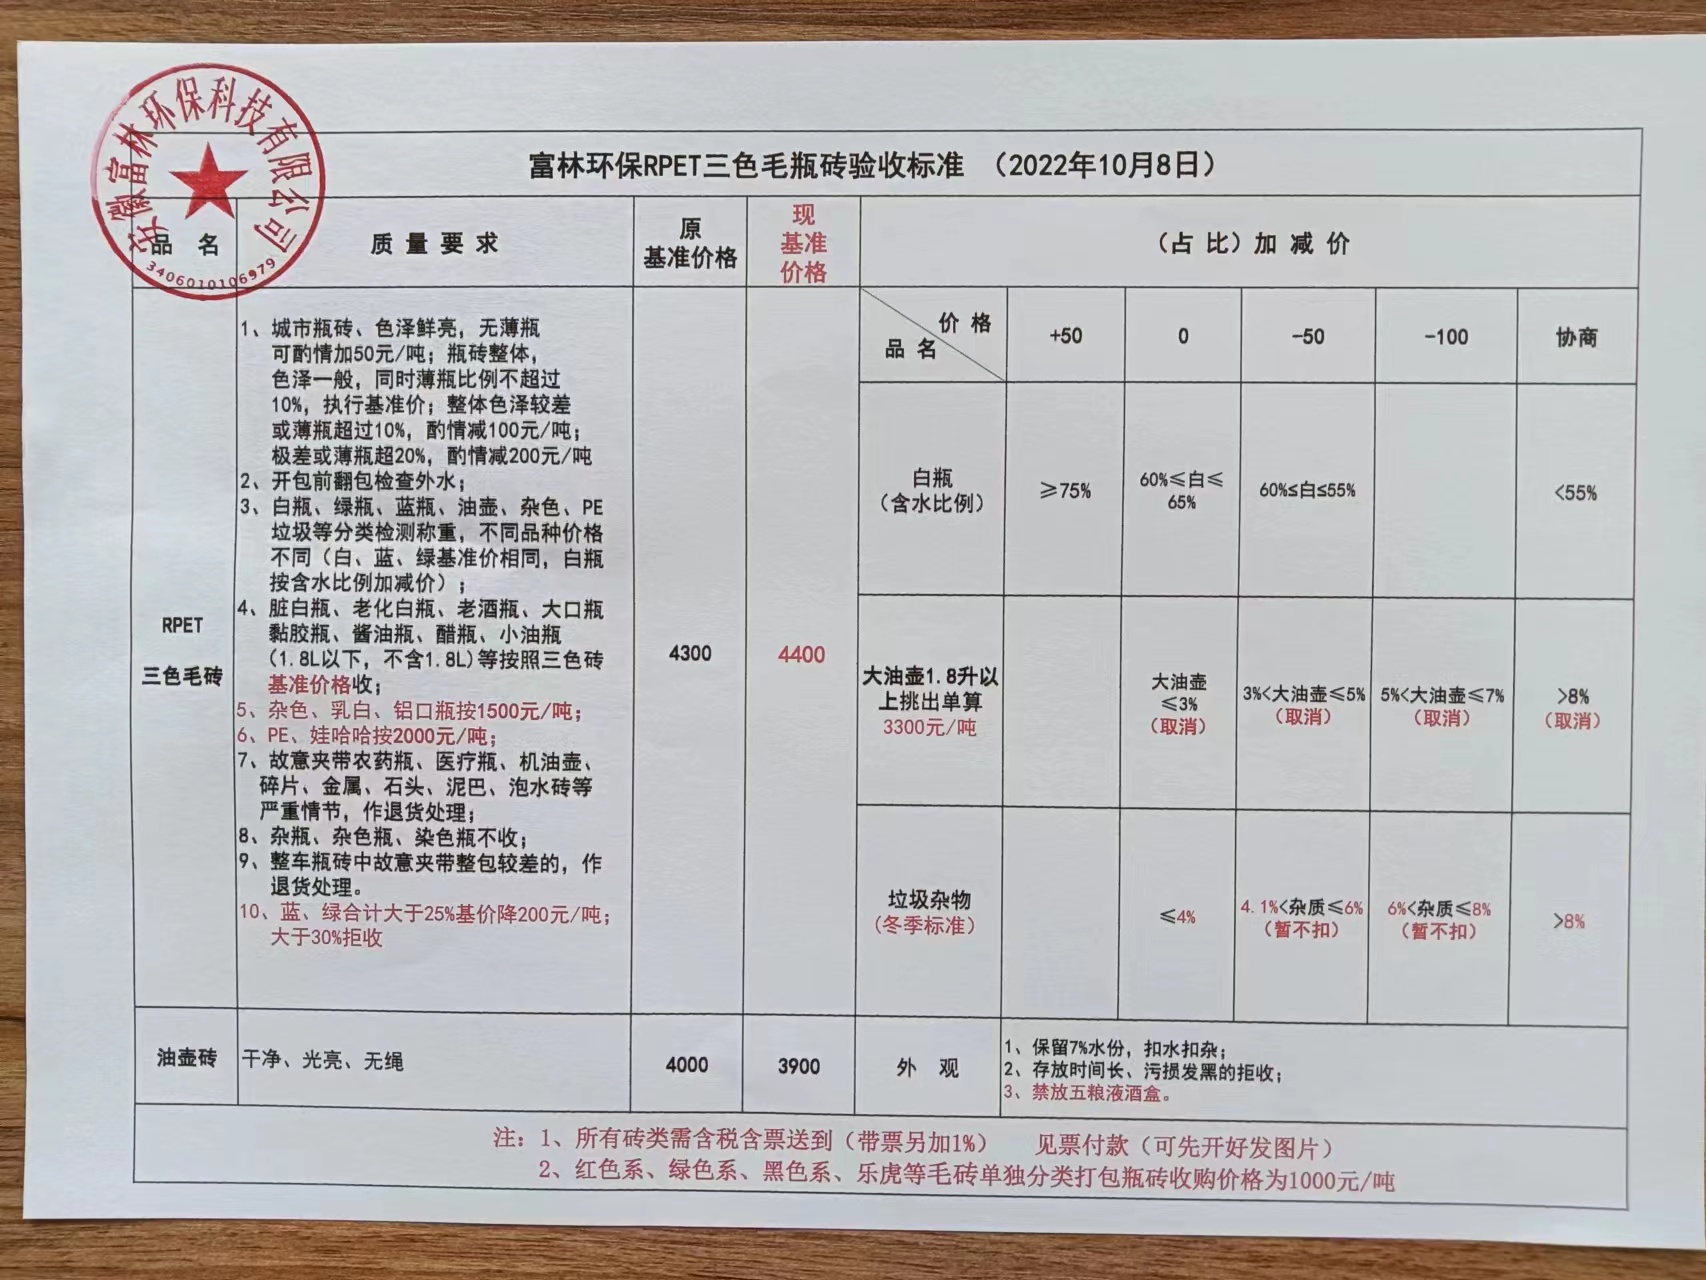 安徽富林环保科技有限公司
3406010106979
富林环保RPET三色毛瓶砖验收标准 （2022年10月8日）
品 名
质 量 要 求
原
基准价格
现
基准
价格
（占 比）加 减 价
RPET
三色毛砖
1、城市瓶砖、色泽鲜亮，无薄瓶
可酌情加50元/吨；瓶砖整体，
色泽一般，同时薄瓶比例不超过
10%，执行基准价；整体色泽较差
或薄瓶超过10%，酌情减100元/吨；
极差或薄瓶超20%，酌情减200元/吨
2、开包前翻包检查外水；
3、白瓶、绿瓶、蓝瓶、油壶、杂色、PE
垃圾等分类检测称重，不同品种价格
不同（白、蓝、绿基准价相同，白瓶
按含水比例加减价）；
4、脏白瓶、老化白瓶、老酒瓶、大口瓶
黏胶瓶、酱油瓶、醋瓶、小油瓶
(1.8L以下，不含1.8L)等按照三色砖
基准价格收；
5、杂色、乳白、铝口瓶按1500元/吨；
6、PE、娃哈哈按2000元/吨；
7、故意夹带农药瓶、医疗瓶、机油壶、
碎片、金属、石头、泥巴、泡水砖等
严重情节，作退货处理；
8、杂瓶、杂色瓶、染色瓶不收；
9、整车瓶砖中故意夹带整包较差的，作
退货处理。
10、蓝、绿合计大于25%基价降200元/吨；
大于30%拒收
4300
4400
价 格
品 名
+50
0
-50
-100
协商
白瓶
（含水比例）
≥75%
60%≤白≤
65%
60%≤白≤55%
<55%
大油壶1.8升以
上挑出单算
3300元/吨
大油壶
≤3%
（取消）
3%<大油壶≤5%
（取消）
5%<大油壶≤7%
（取消）
>8%
（取消）
垃圾杂物
（冬季标准）
≤4%
4.1%<杂质≤6%
（暂不扣）
6%<杂质≤8%
（暂不扣）
>8%
油壶砖
干净、光亮、无绳
4000
3900
外 观
1、保留7%水份，扣水扣杂；
2、存放时间长、污损发黑的拒收；
3、禁放五粮液酒盒。
注：1、所有砖类需含税含票送到（带票另加1%） 见票付款（可先开好发图片）
2、红色系、绿色系、黑色系、乐虎等毛砖单独分类打包瓶砖收购价格为1000元/吨